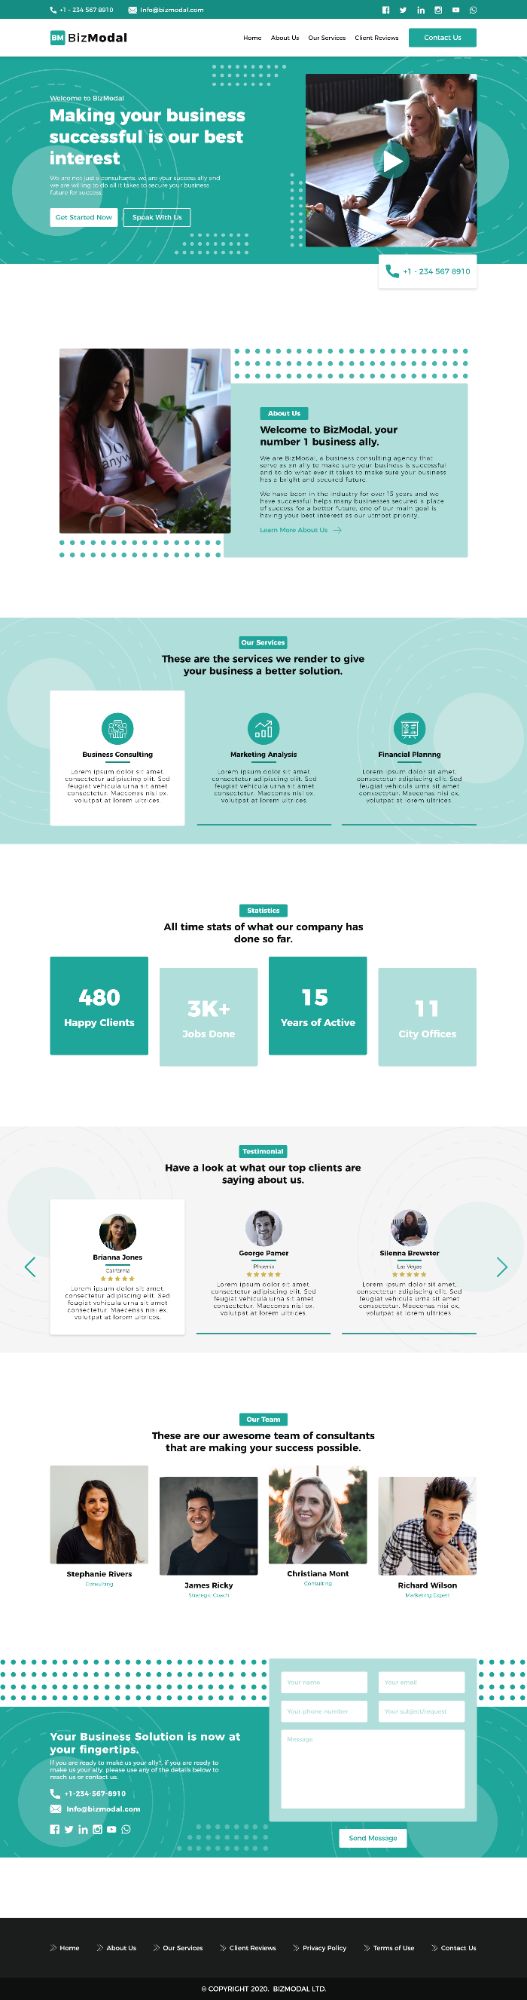 +1 - 234 567 8910
Info@bizmodal.com
BM BizModal
Home
About Us
Our Services
Client Reviews
Contact Us
Welcome to BizModal
Making your business
successful is our best
interest
We are not just a consultants, we are your success ally and
we are willing to do all it takes to secure your business
future for success.
Get Started Now
Speak With Us
+1 - 234 567 8910
About Us
Welcome to BizModal, your
number 1 business ally.
We are BizModal, a business consulting agency that
serve as an ally to make sure your business is successful
and to do what ever it takes to make sure your business
has a bright and secured future.
We have been in the industry for over 15 years and we
have successful helps many businesses secured a place
of success for a better future, one of our main goal is
having your best interest as our utmost priority.
Learn More About Us
Our Services
These are the services we render to give
your business a better solution.
Business Consulting
Lorem ipsum dolor sit amet,
consectetur adipiscing elit. Sed
feugiat vehicula urna sit amet
consectetur. Maecenas nisl ex,
volutpat at lorem ultrices.
Marketing Analysis
Lorem ipsum dolor sit amet,
consectetur adipiscing elit. Sed
feugiat vehicula urna sit amet
consectetur. Maecenas nisl ex,
volutpat at lorem ultrices.
Financial Planning
Lorem ipsum dolor sit amet,
consectetur adipiscing elit. Sed
feugiat vehicula urna sit amet
consectetur. Maecenas nisl ex,
volutpat at lorem ultrices.
Statistics
All time stats of what our company has
done so far.
480
Happy Clients
3K+
Jobs Done
15
Years of Active
11
City Offices
Testimonial
Have a look at what our top clients are
saying about us.
Brianna Jones
California
Lorem ipsum dolor sit amet,
consectetur adipiscing elit. Sed
feugiat vehicula urna sit amet
consectetur. Maecenas nisl ex,
volutpat at lorem ultrices.
George Pamer
Phoenix
Lorem ipsum dolor sit amet,
consectetur adipiscing elit. Sed
feugiat vehicula urna sit amet
consectetur. Maecenas nisl ex,
volutpat at lorem ultrices.
Silenna Brewster
Las Vegas
Lorem ipsum dolor sit amet,
consectetur adipiscing elit. Sed
feugiat vehicula urna sit amet
consectetur. Maecenas nisl ex,
volutpat at lorem ultrices.
Our Team
These are our awesome team of consultants
that are making your success possible.
Stephanie Rivers
Consulting
James Ricky
Strategic Coach
Christiana Mont
Consulting
Richard Wilson
Marketing Expert
Your Business Solution is now at
your fingertips.
If you are ready to make us your ally?, if you are ready to
make us your ally, please use any of the details below to
reach us or contact us.
+1-234-567-8910
Info@bizmodal.com
Your name
Your email
Your phone number
Your subject/request
Message
Send Message
Home
About Us
Our Services
Client Reviews
Privacy Policy
Terms of Use
Contact Us
© COPYRIGHT 2020. BIZMODAL LTD.